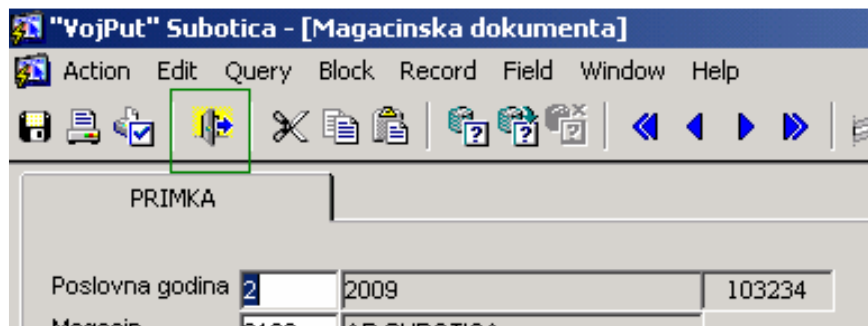 "VojPut" Subotica - [Magacinska dokumenta]
Action Edit Query Block Record Field Window Help
PRIMKA
Poslovna godina 2 2009 103234